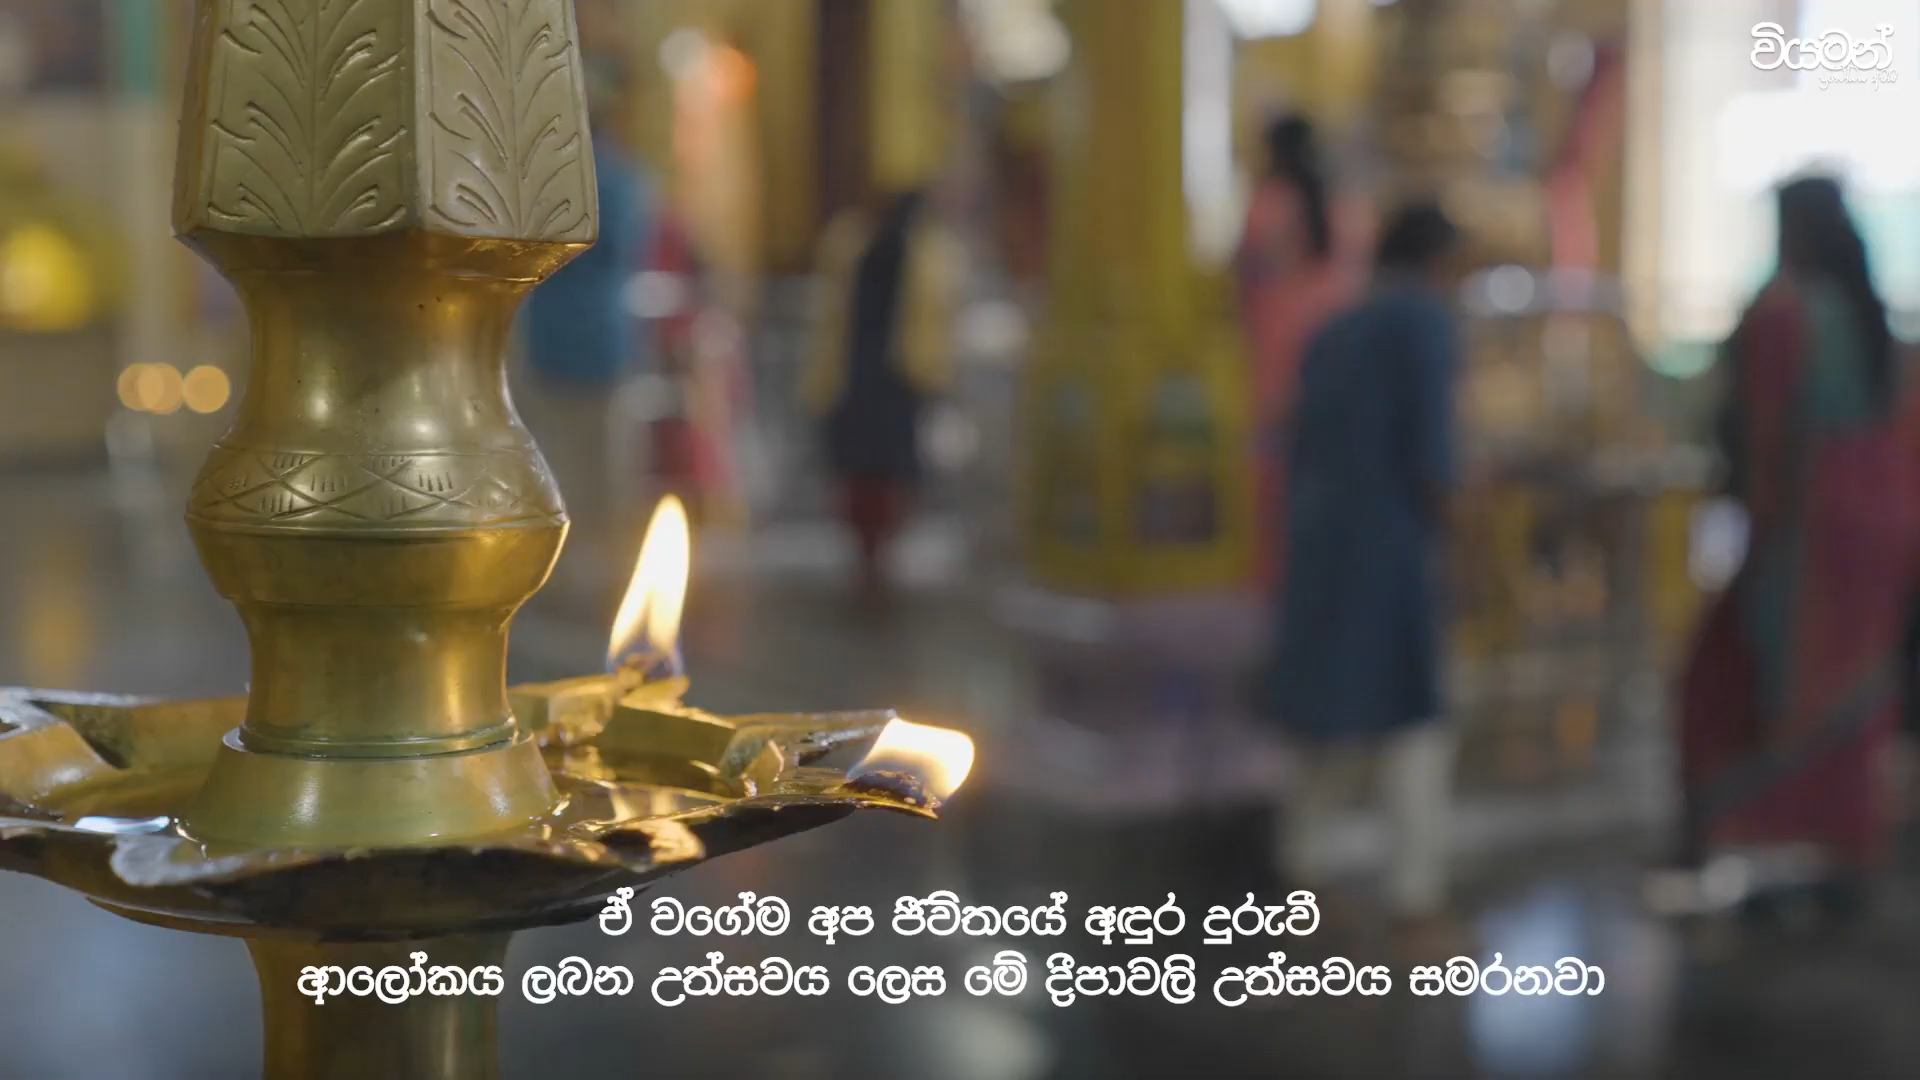 වියමන්
ඒ වගේම අප ජීවිතයේ අඳුර දුරුවී
ආලෝකය ලබන උත්සවය ලෙස මේ දීපාවලි උත්සවය සමරනවා